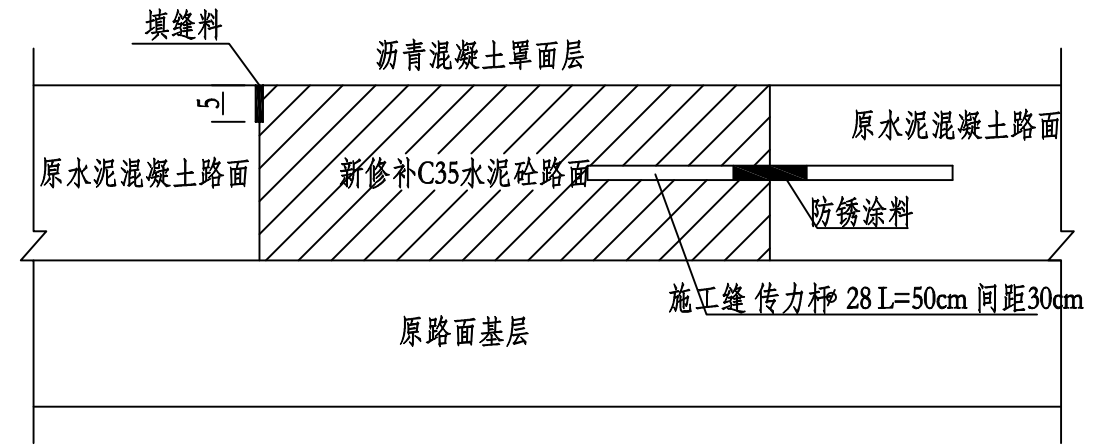 填缝料
沥青混凝土罩面层
5
原水泥混凝土路面
原水泥混凝土路面
新修补C35水泥砼路面
防锈涂料
施工缝 传力杆φ 28 L=50cm 间距30cm
原路面基层